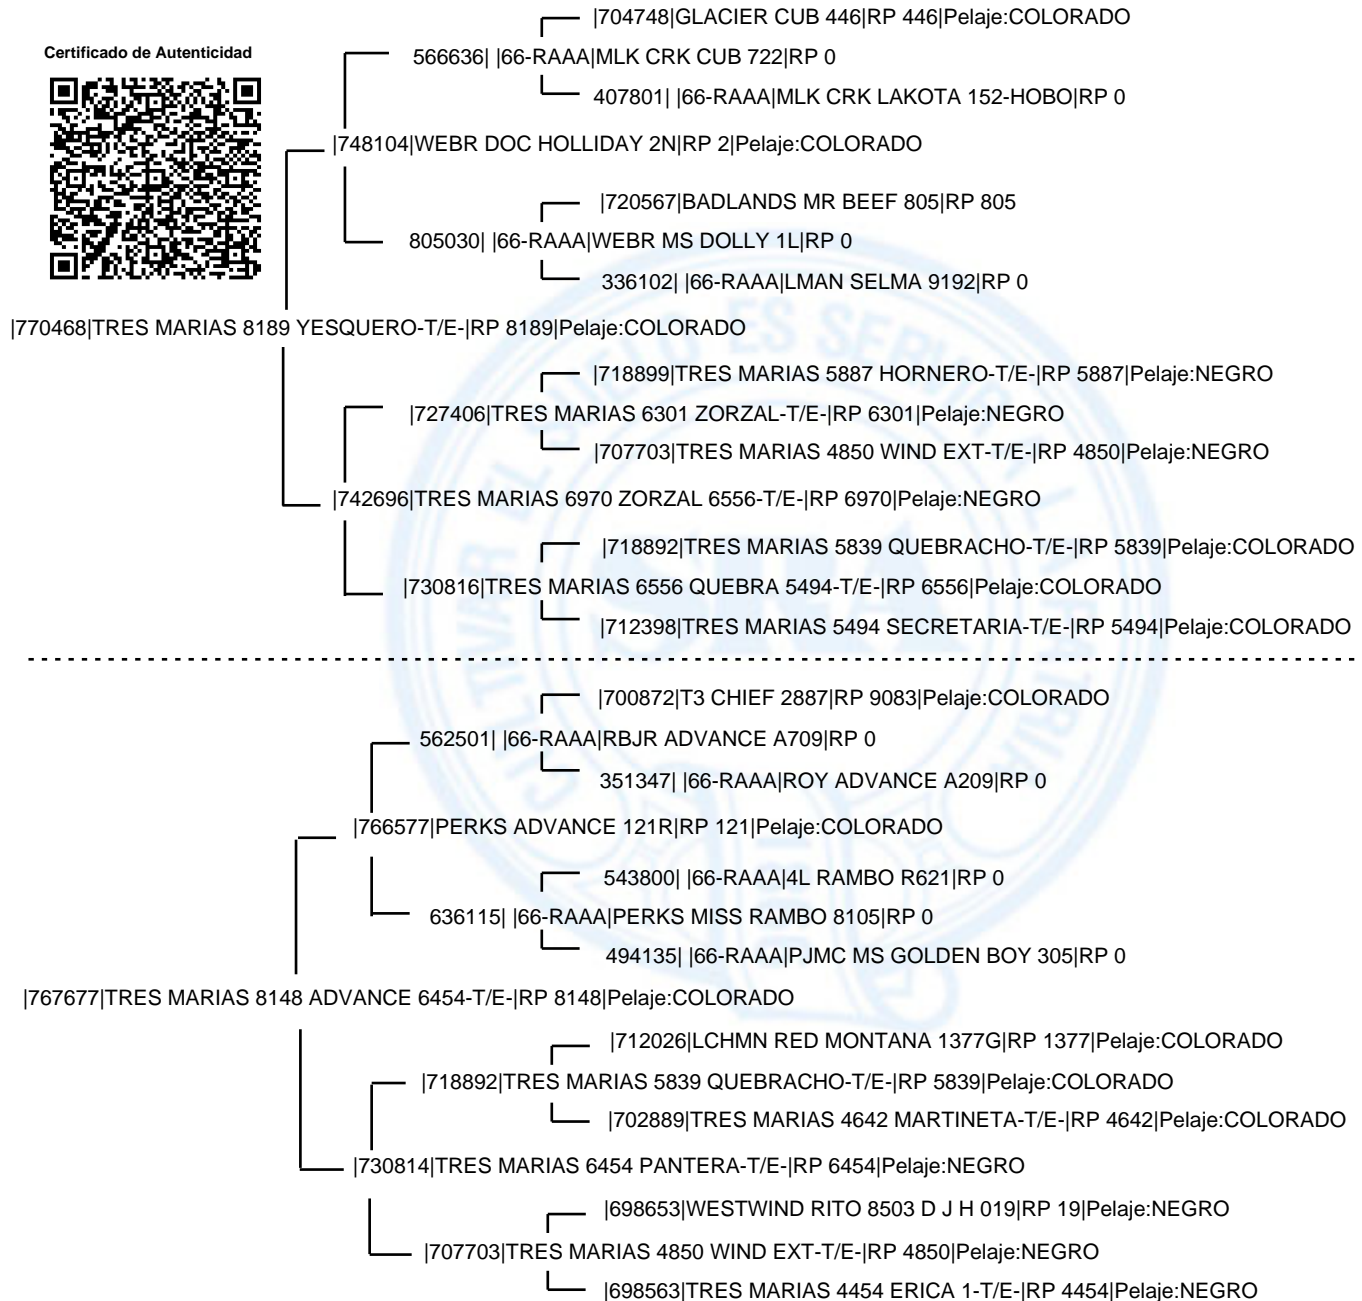 |704748|GLACIER CUB 446|RP 446|Pelaje:COLORADO
Certificado de Autenticidad
566636| |66-RAAA|MLK CRK CUB 722|RP 0
407801| |66-RAAA|MLK CRK LAKOTA 152-HOBO|RP 0
|748104|WEBR DOC HOLLIDAY 2N|RP 2|Pelaje:COLORADO
|720567|BADLANDS MR BEEF 805|RP 805
805030| |66-RAAA|WEBR MS DOLLY 1L|RP 0
336102| |66-RAAA|LMAN SELMA 9192|RP 0
|770468|TRES MARIAS 8189 YESQUERO-T/E-|RP 8189|Pelaje:COLORADO
|718899|TRES MARIAS 5887 HORNERO-T/E-|RP 5887|Pelaje:NEGRO
|727406|TRES MARIAS 6301 ZORZAL-T/E-|RP 6301|Pelaje:NEGRO
|707703|TRES MARIAS 4850 WIND EXT-T/E-|RP 4850|Pelaje:NEGRO
|742696|TRES MARIAS 6970 ZORZAL 6556-T/E-|RP 6970|Pelaje:NEGRO
|718892|TRES MARIAS 5839 QUEBRACHO-T/E-|RP 5839|Pelaje:COLORADO
|730816|TRES MARIAS 6556 QUEBRA 5494-T/E-|RP 6556|Pelaje:COLORADO
|712398|TRES MARIAS 5494 SECRETARIA-T/E-|RP 5494|Pelaje:COLORADO
|700872|T3 CHIEF 2887|RP 9083|Pelaje:COLORADO
562501| |66-RAAA|RBJR ADVANCE A709|RP 0
351347| |66-RAAA|ROY ADVANCE A209|RP 0
|766577|PERKS ADVANCE 121R|RP 121|Pelaje:COLORADO
543800| |66-RAAA|4L RAMBO R621|RP 0
636115| |66-RAAA|PERKS MISS RAMBO 8105|RP 0
494135| |66-RAAA|PJMC MS GOLDEN BOY 305|RP 0
|767677|TRES MARIAS 8148 ADVANCE 6454-T/E-|RP 8148|Pelaje:COLORADO
|712026|LCHMN RED MONTANA 1377G|RP 1377|Pelaje:COLORADO
|718892|TRES MARIAS 5839 QUEBRACHO-T/E-|RP 5839|Pelaje:COLORADO
|702889|TRES MARIAS 4642 MARTINETA-T/E-|RP 4642|Pelaje:COLORADO
|730814|TRES MARIAS 6454 PANTERA-T/E-|RP 6454|Pelaje:NEGRO
|698653|WESTWIND RITO 8503 D J H 019|RP 19|Pelaje:NEGRO
|707703|TRES MARIAS 4850 WIND EXT-T/E-|RP 4850|Pelaje:NEGRO
|698563|TRES MARIAS 4454 ERICA 1-T/E-|RP 4454|Pelaje:NEGRO
CULTIVAR EL SUELO ES SERVIR A LA PATRIA